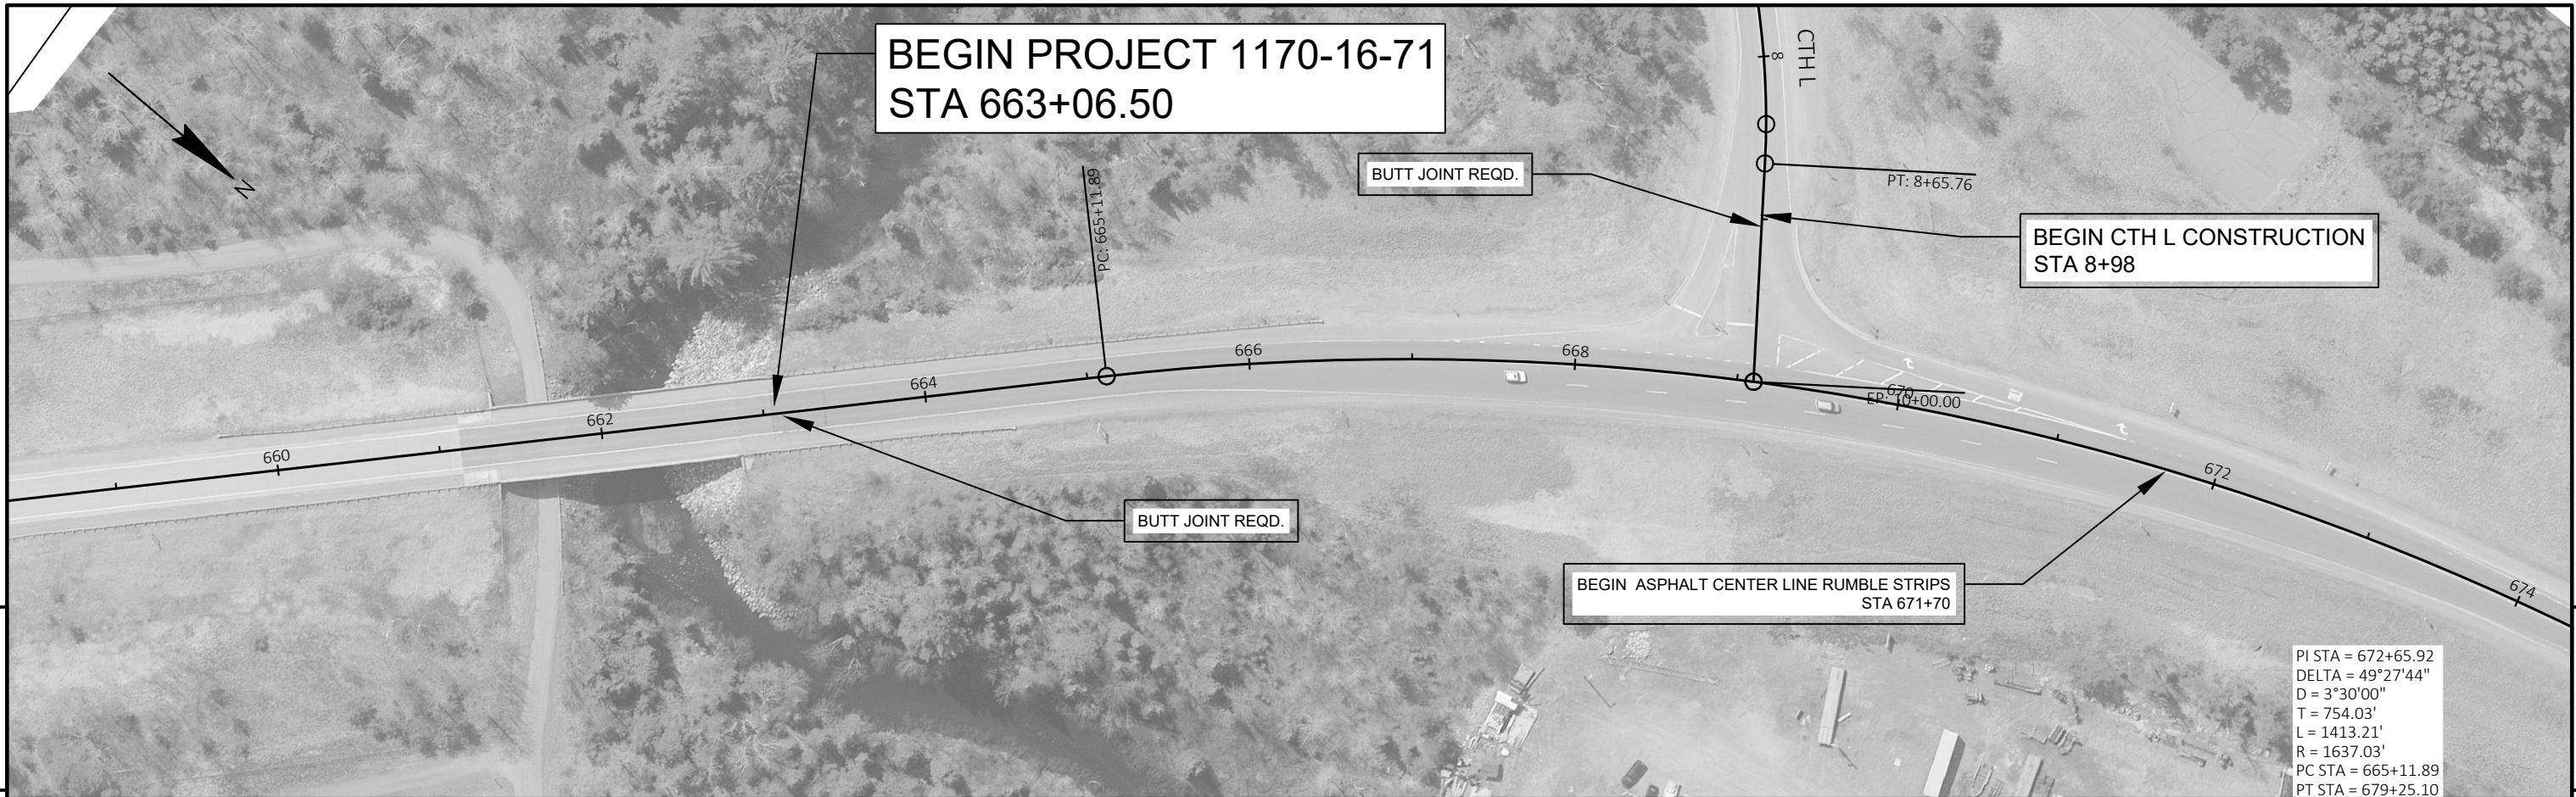 BEGIN PROJECT 1170-16-71
STA 663+06.50
CTH L
8
N
BUTT JOINT REQD.
PT: 8+65.76
PC: 665+11.89
BEGIN CTH L CONSTRUCTION
STA 8+98
660
662
664
666
668
670
EP: 10+00.00
672
674
BUTT JOINT REQD.
BEGIN ASPHALT CENTER LINE RUMBLE STRIPS
STA 671+70
PI STA = 672+65.92
DELTA = 49°27'44"
D = 3°30'00"
T = 754.03'
L = 1413.21'
R = 1637.03'
PC STA = 665+11.89
PT STA = 679+25.10